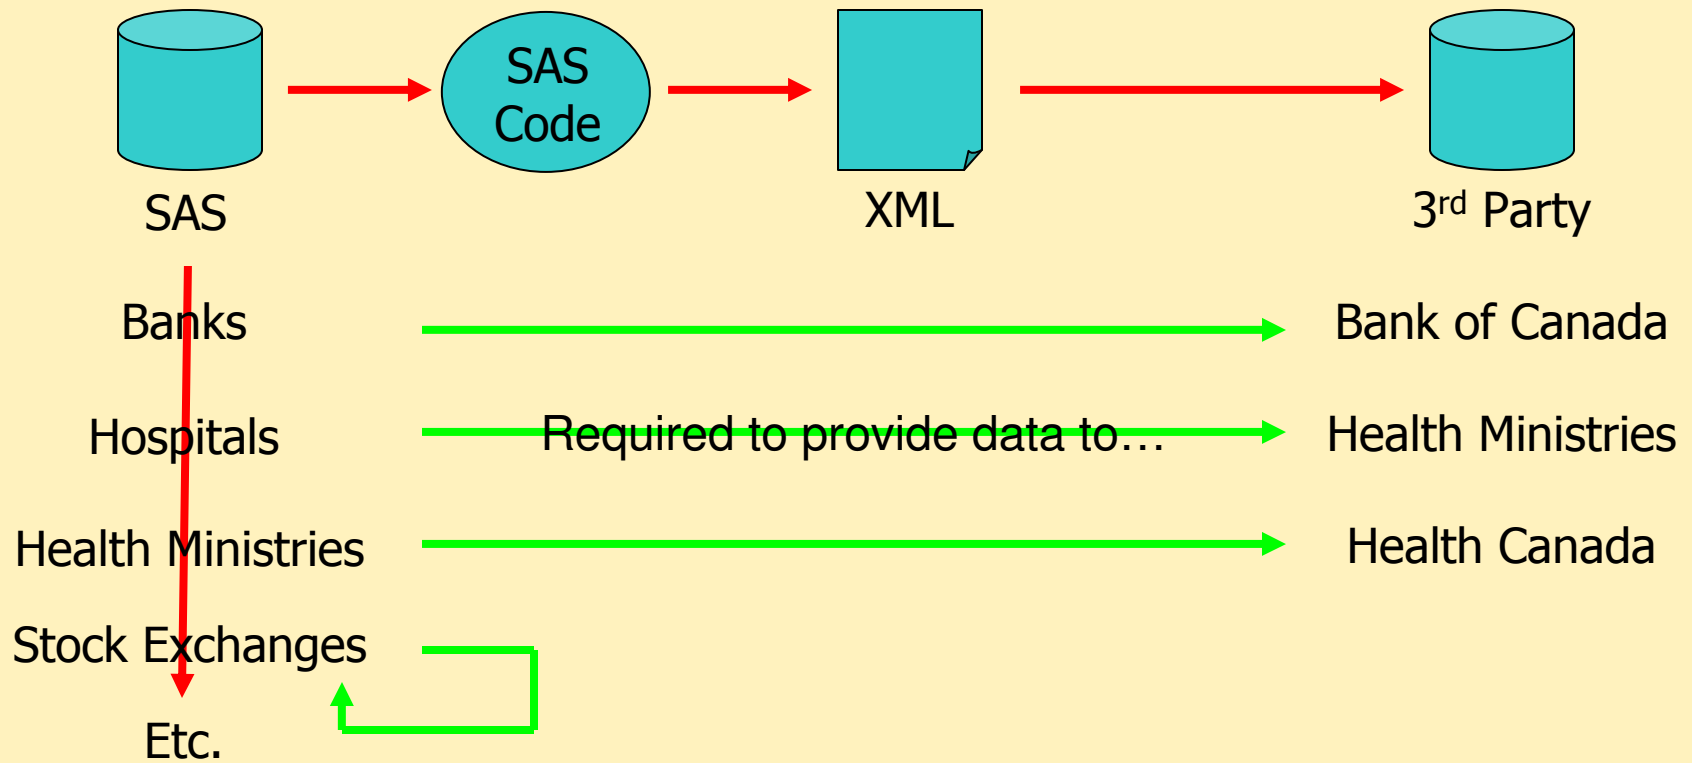 SAS
Code
SAS
XML
3rd Party
Banks
Bank of Canada
Hospitals
Required to provide data to…
Health Ministries
Health Ministries
Health Canada
Stock Exchanges
Etc.